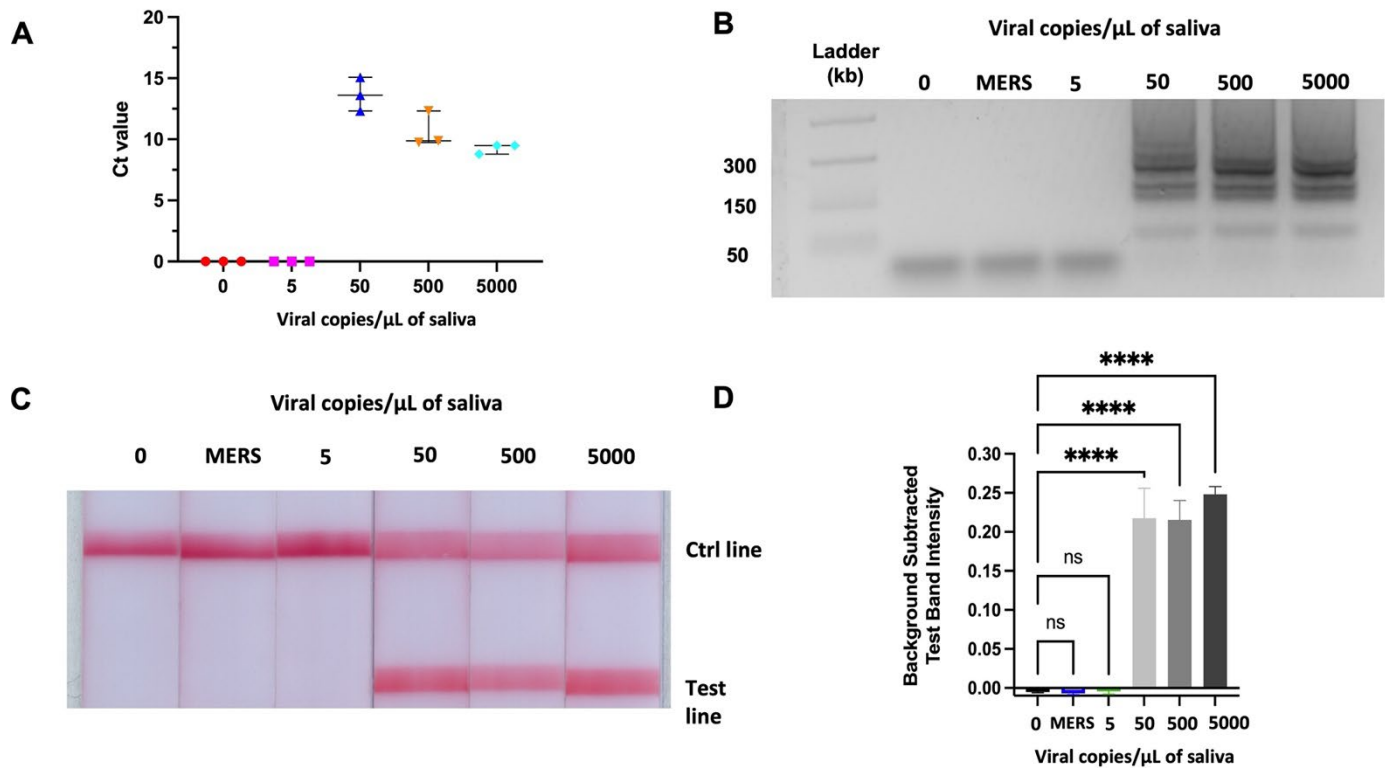 A
20
15
10
5
0
Ct value
0 5 50 500 5000
Viral copies/µL of saliva
B
Viral copies/µL of saliva
Ladder
(kb)
0 MERS 5 50 500 5000
300
150
50
C
Viral copies/µL of saliva
0 MERS 5 50 500 5000
Ctrl line
Test
line
D
****
****
****
ns
ns
Background Subtracted
Test Band Intensity
0.30
0.25
0.20
0.15
0.10
0.05
0.00
0 MERS 5 50 500 5000
Viral copies/µL of saliva